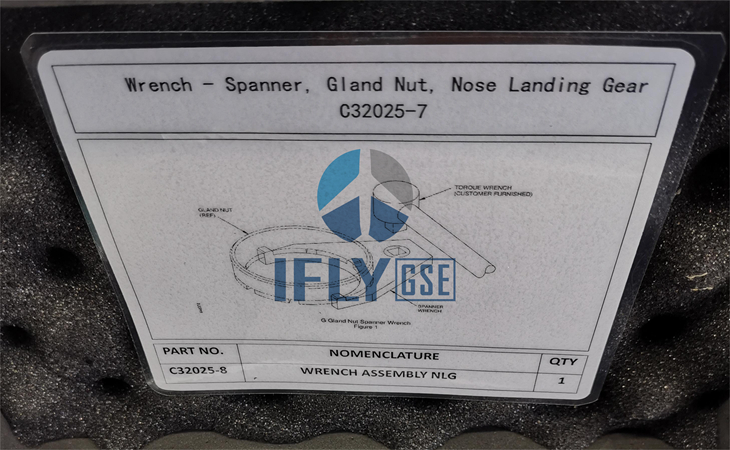 Wrench - Spanner, Gland Nut, Nose Landing Gear
C32025-7
TORQUE WRENCH
(CUSTOMER FURNISHED)
GLAND NUT
(REF)
IFLY GSE
SPANNER
WRENCH
G Gland Nut Spanner Wrench
Figure 1
PART NO. NOMENCLATURE QTY
C32025-8 WRENCH ASSEMBLY NLG 1